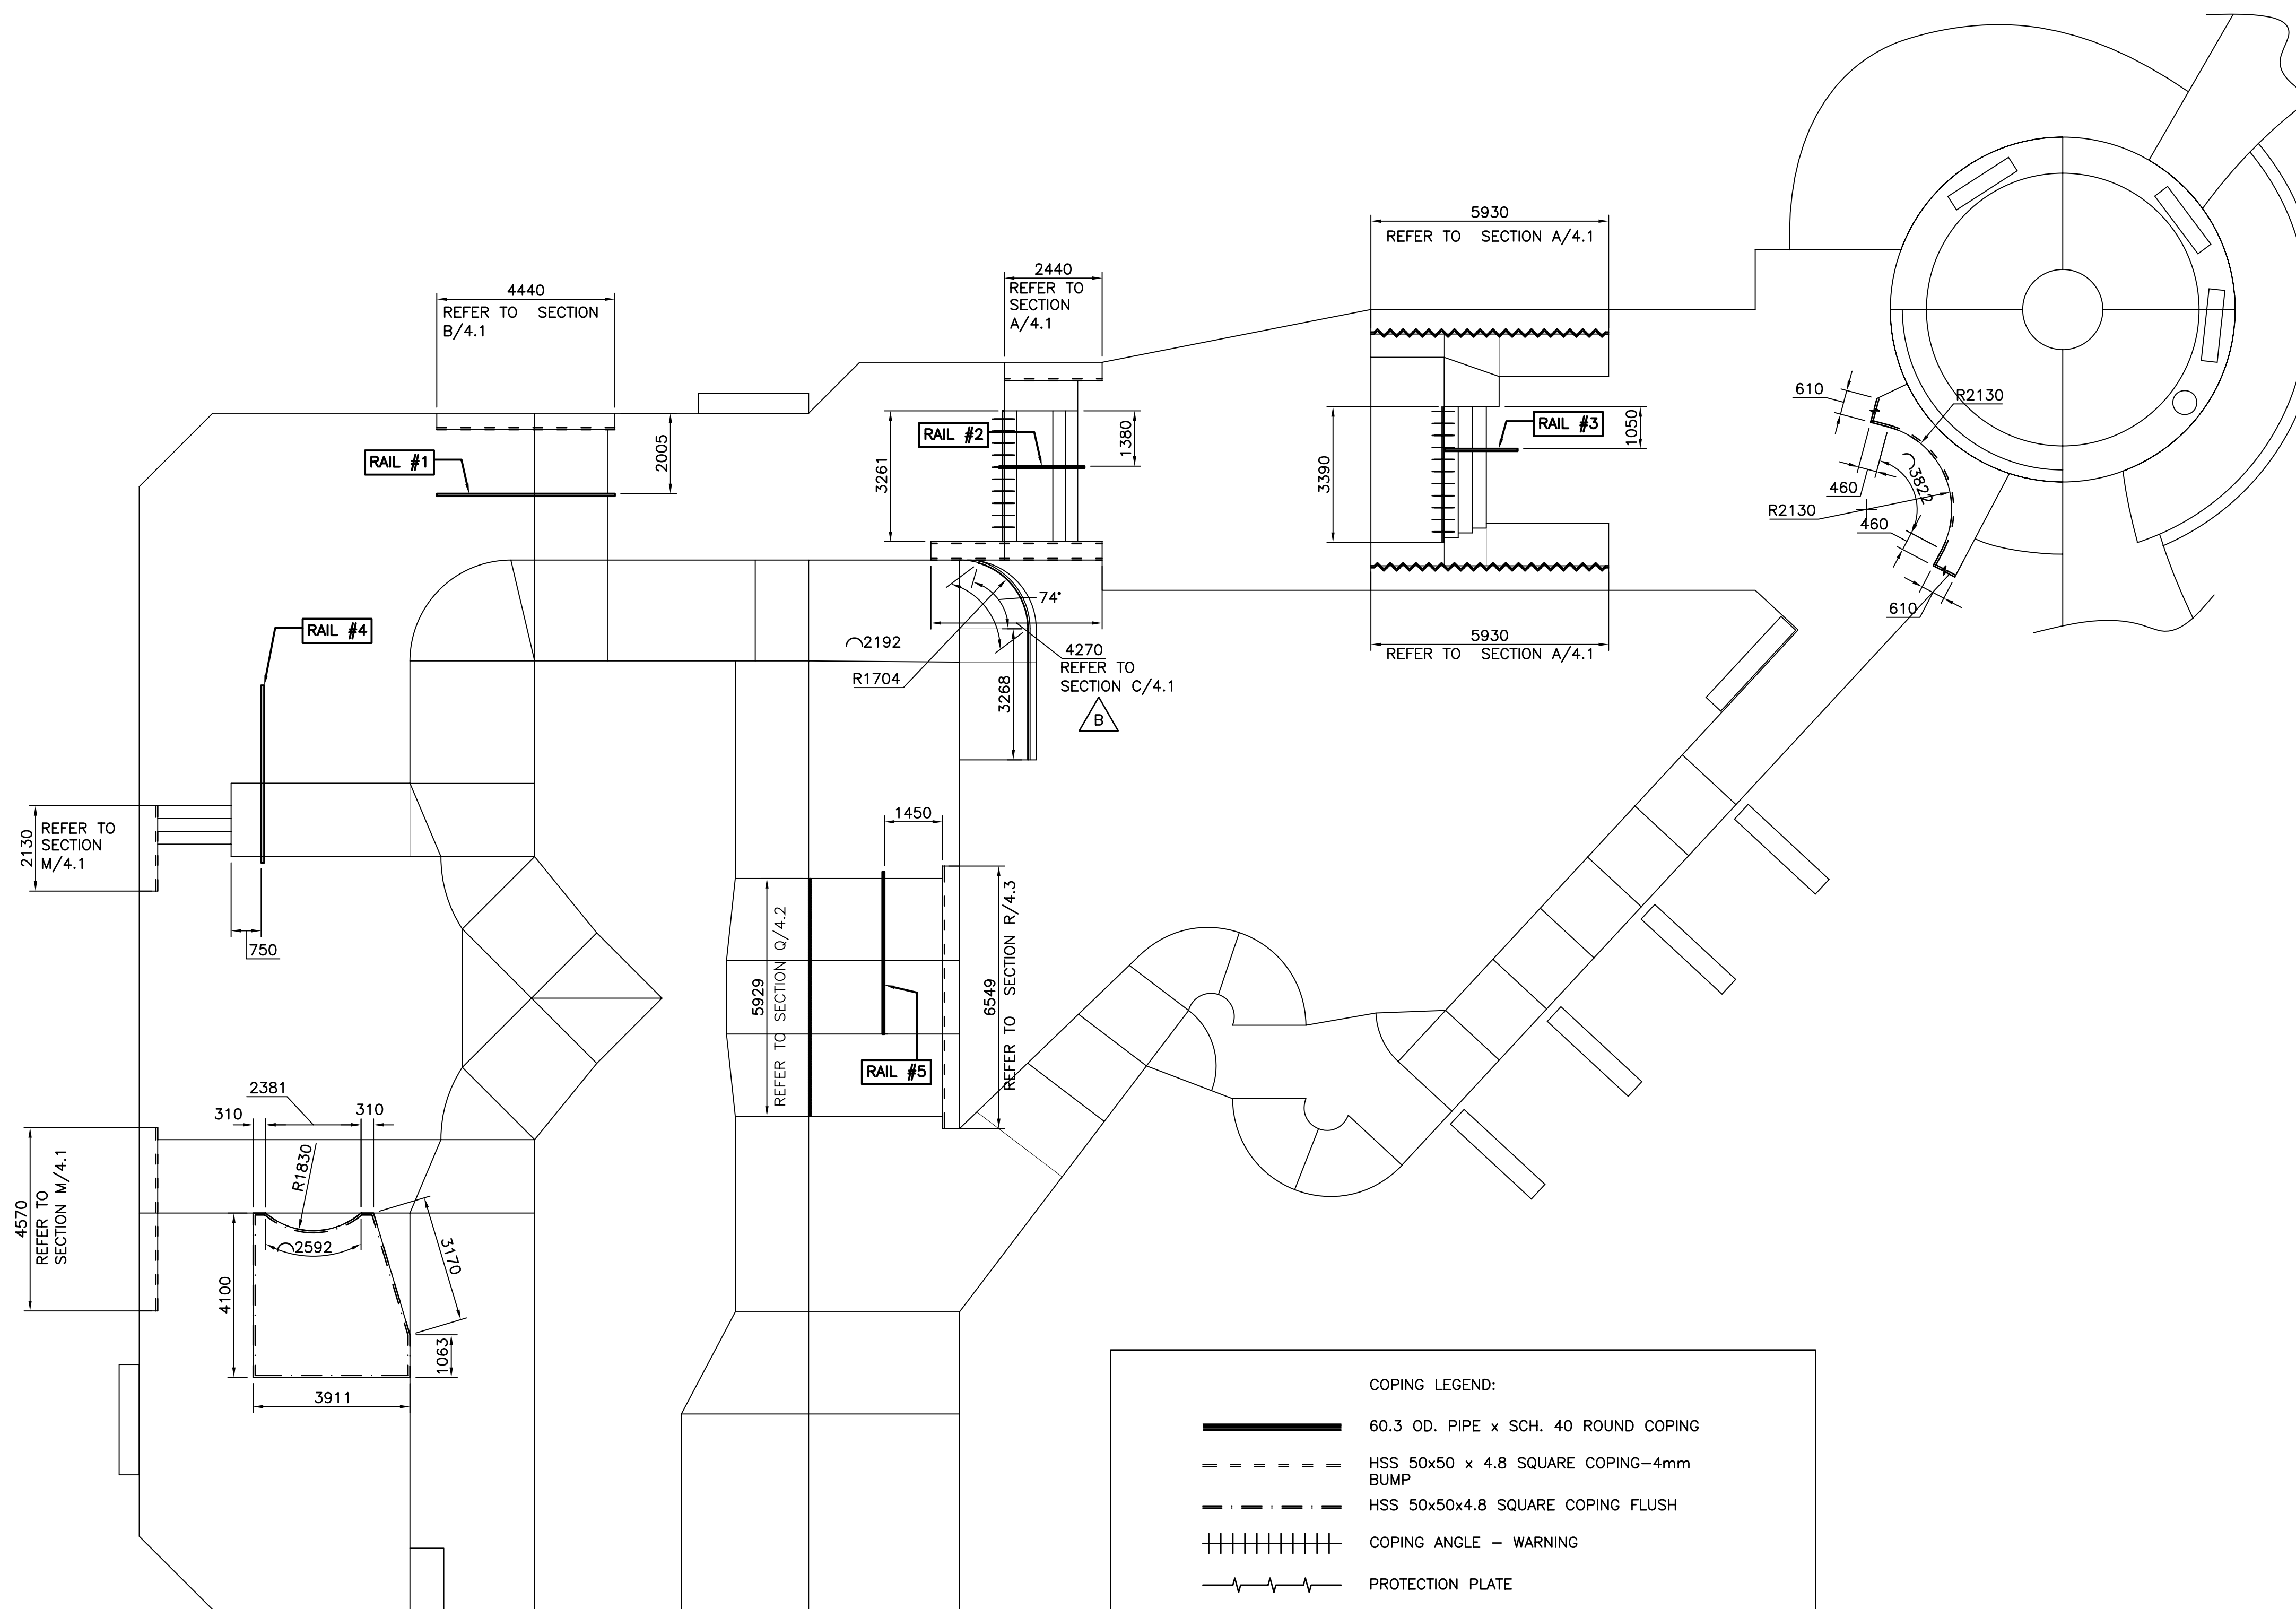 5930
REFER TO SECTION A/4.1
2440
REFER TO
SECTION
A/4.1
4440
REFER TO SECTION
B/4.1
610
R2130
RAIL #1
2005
RAIL #2
1380
3261
RAIL #3
1050
3390
460
3822
R2130
460
610
74°
2192
R1704
4270
REFER TO
SECTION C/4.1
B
3268
5930
REFER TO SECTION A/4.1
RAIL #4
2130
REFER TO
SECTION
M/4.1
750
1450
5929
REFER TO SECTION Q/4.2
6549
REFER TO SECTION R/4.3
RAIL #5
2381
310
310
R1830
2592
3170
4570
REFER TO
SECTION M/4.1
4100
1063
3911
COPING LEGEND:
60.3 OD. PIPE x SCH. 40 ROUND COPING
HSS 50x50 x 4.8 SQUARE COPING-4mm
BUMP
HSS 50x50x4.8 SQUARE COPING FLUSH
COPING ANGLE - WARNING
PROTECTION PLATE